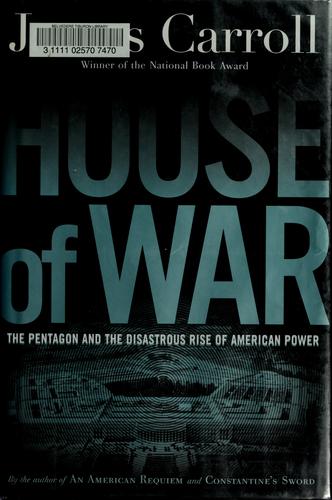 BELVEDERE TIBURON LIBRARY
3 1111 02570 7470
J s Carroll
Winner of the National Book Award
HOUSE
of WAR
THE PENTAGON AND THE DISASTROUS RISE OF AMERICAN POWER
By the author of AN AMERICAN REQUIEM and CONSTANTINE'S SWORD